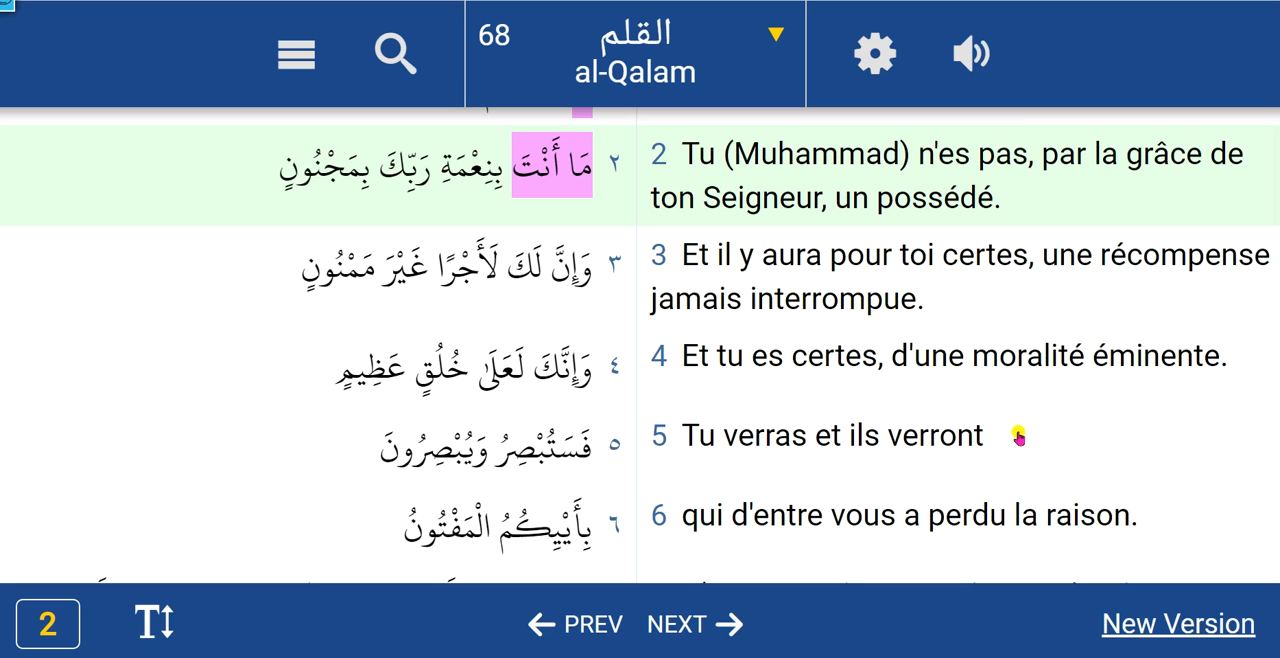 68
القلم
al-Qalam
٢ مَا أَنْتَ بِنِعْمَةِ رَبِّكَ بِمَجْنُونٍ
2 Tu (Muhammad) n'es pas, par la grâce de
ton Seigneur, un possédé.
٣ وَإِنَّ لَكَ لَأَجْرًا غَيْرَ مَمْنُونٍ
3 Et il y aura pour toi certes, une récompense
jamais interrompue.
٤ وَإِنَّكَ لَعَلَىٰ خُلُقٍ عَظِيمٍ
4 Et tu es certes, d'une moralité éminente.
٥ فَسَتُبْصِرُ وَيُبْصِرُونَ
5 Tu verras et ils verront
٦ بِأَيْيِكُمُ الْمَفْتُونُ
6 qui d'entre vous a perdu la raison.
2
T
PREV NEXT
New Version